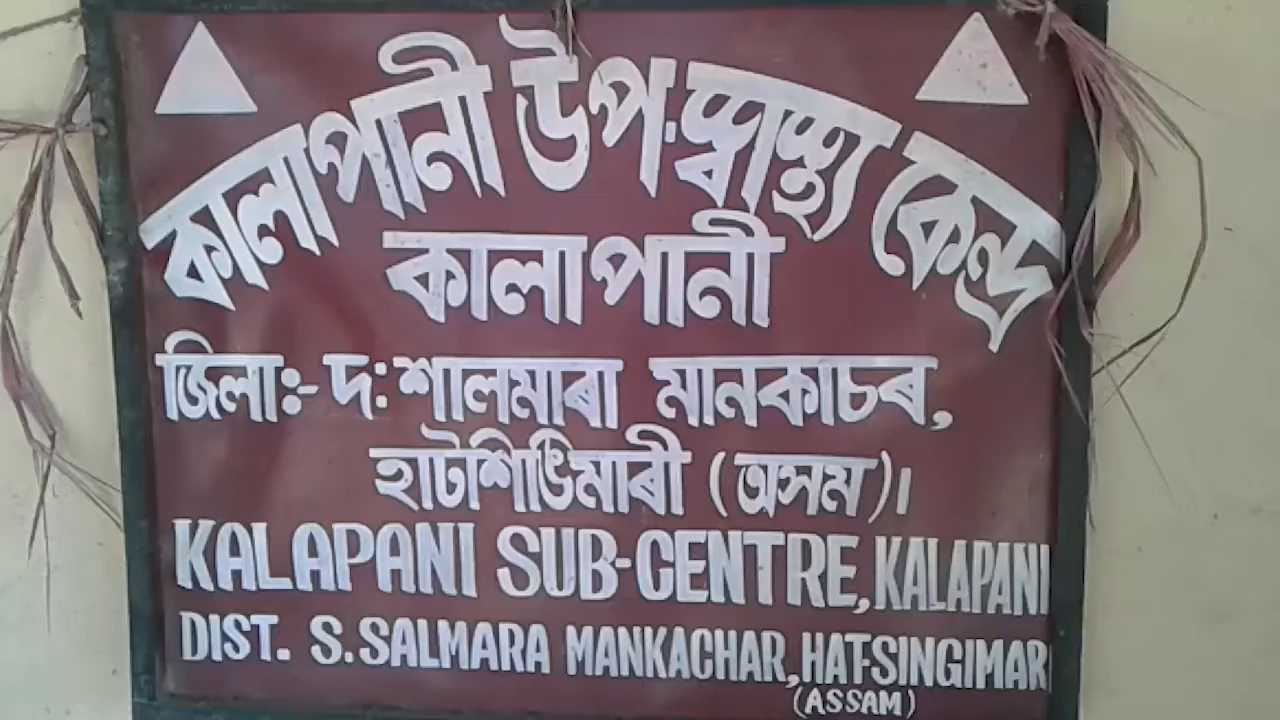 কালাপানী উপ:স্বাস্থ্য কেন্দ্ৰ
কালাপানী
জিলাঃ- দ: শালমাৰা মানকাচৰ,
হাটশিঙিমাৰী (অসম)।
KALAPANI SUB-CENTRE, KALAPANI
DIST. S. SALMARA MANKACHAR, HATSINGIMARI
(ASSAM)